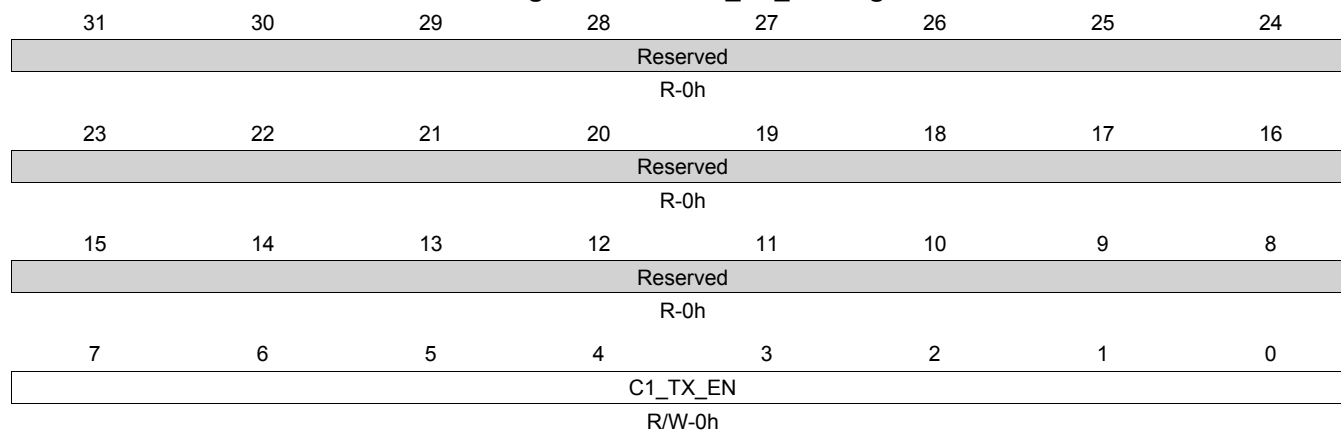 31 30 29 28 27 26 25 24
Reserved
R-0h
23 22 21 20 19 18 17 16
Reserved
R-0h
15 14 13 12 11 10 9 8
Reserved
R-0h
7 6 5 4 3 2 1 0
C1_TX_EN
R/W-0h